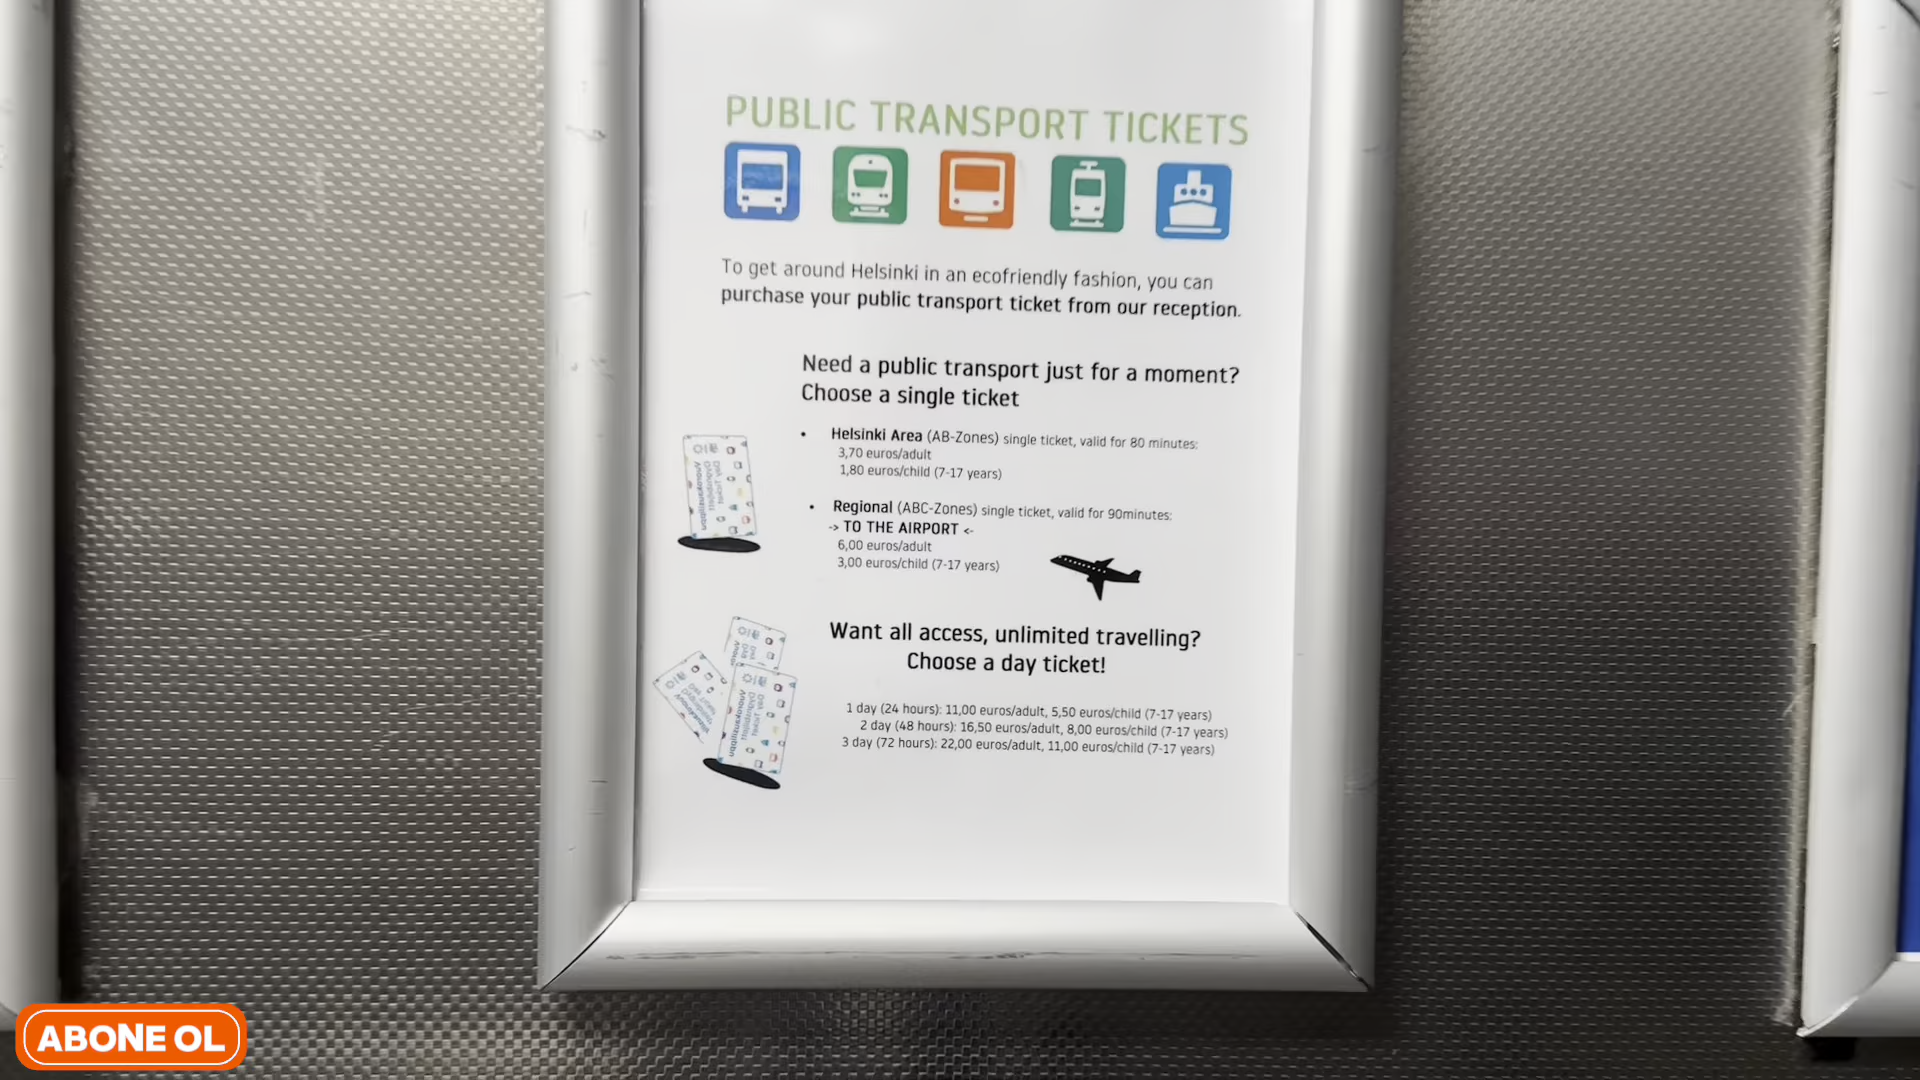 PUBLIC TRANSPORT TICKETS
To get around Helsinki in an ecofriendly fashion, you can
purchase your public transport ticket from our reception.
Need a public transport just for a moment?
Choose a single ticket
• Helsinki Area (AB-Zones) single ticket, valid for 80 minutes:
3,70 euros/adult
1,80 euros/child (7-17 years)
• Regional (ABC-Zones) single ticket, valid for 90minutes:
-> TO THE AIRPORT <-
6,00 euros/adult
3,00 euros/child (7-17 years)
Want all access, unlimited travelling?
Choose a day ticket!
1 day (24 hours): 11,00 euros/adult, 5,50 euros/child (7-17 years)
2 day (48 hours): 16,50 euros/adult, 8,00 euros/child (7-17 years)
3 day (72 hours): 22,00 euros/adult, 11,00 euros/child (7-17 years)
Vuorokausilippu
Dagsbiljett
Day ticket
ABONE OL